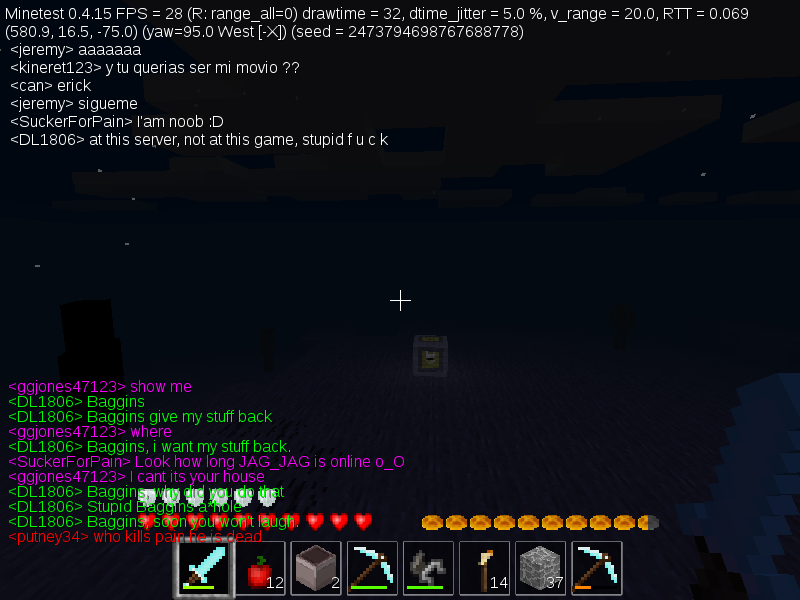 Minetest 0.4.15 FPS = 28 (R: range_all=0) drawtime = 32, dtime_jitter = 5.0 %, v_range = 20.0, RTT = 0.069
(580.9, 16.5, -75.0) (yaw=95.0 West [-X]) (seed = 2473794698767688778)
<jeremy> aaaaaaa
<kineret123> y tu querias ser mi movio ??
<can> erick
<jeremy> sigueme
<SuckerForPain> I'am noob :D
<DL1806> at this server, not at this game, stupid f u c k
<ggjones47123> show me
<DL1806> Baggins
<DL1806> Baggins give my stuff back
<ggjones47123> where
<DL1806> Baggins, i want my stuff back.
<SuckerForPain> Look how long JAG_JAG is online o_O
<ggjones47123> I cant its your house
<DL1806> Baggins, why did you do that
<DL1806> Stupid Baggins a*hole
<DL1806> Baggins, soon you won't laugh.
<putney34> who kills pain he is dead
12 2 14 37